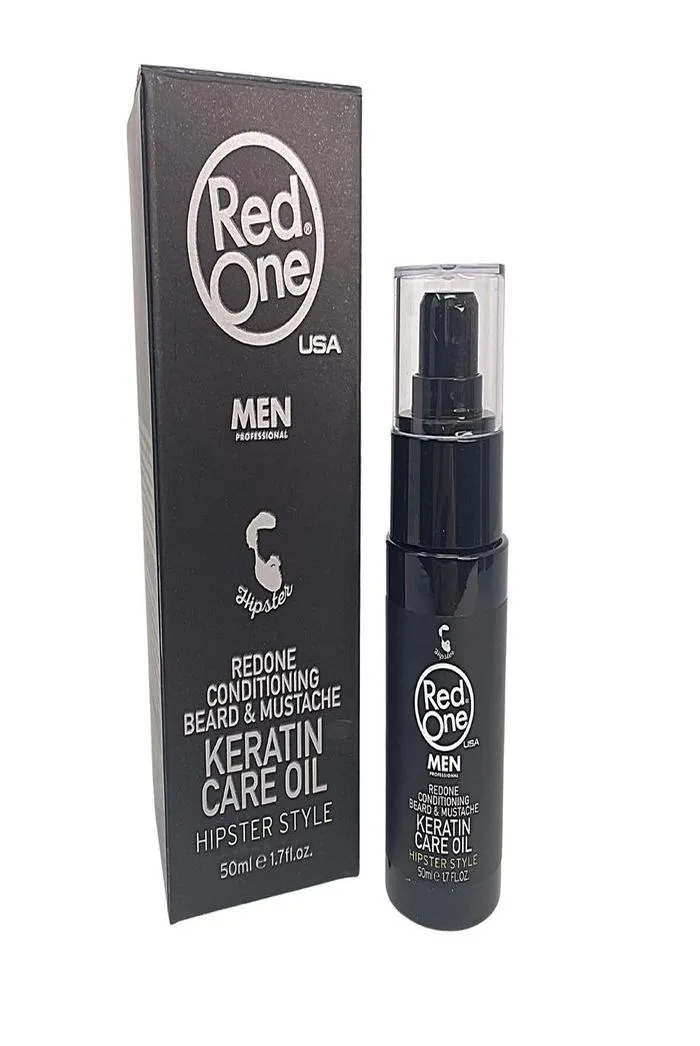 Red®
One
USA
MEN
PROFESSIONAL
Hipster
REDONE
CONDITIONING
BEARD & MUSTACHE
KERATIN
CARE OIL
HIPSTER STYLE
50ml e 1.7fl.oz.
Hipster
Red®
One
USA
MEN
PROFESSIONAL
REDONE
CONDITIONING
BEARD & MUSTACHE
KERATIN
CARE OIL
HIPSTER STYLE
50ml e 1.7 FL.OZ.